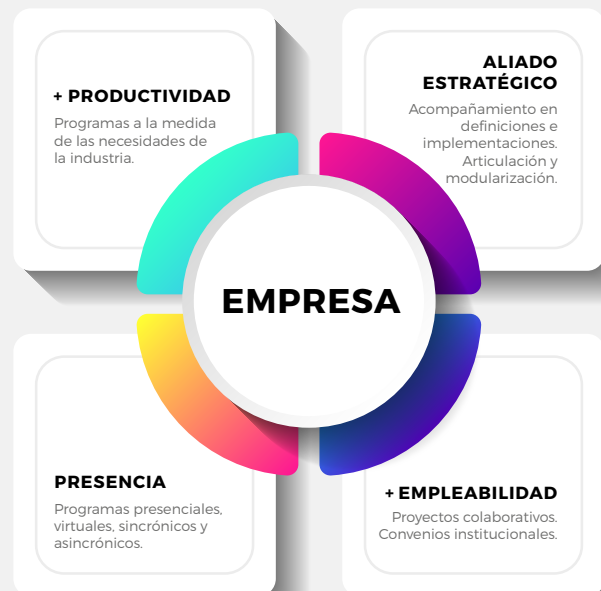 + PRODUCTIVIDAD
Programas a la medida
de las necesidades de
la industria.
ALIADO
ESTRATÉGICO
Acompañamiento en
definiciones e
implementaciones.
Articulación y
modularización.
EMPRESA
PRESENCIA
Programas presenciales,
virtuales, sincrónicos y
asincrónicos.
+ EMPLEABILIDAD
Proyectos colaborativos.
Convenios institucionales.